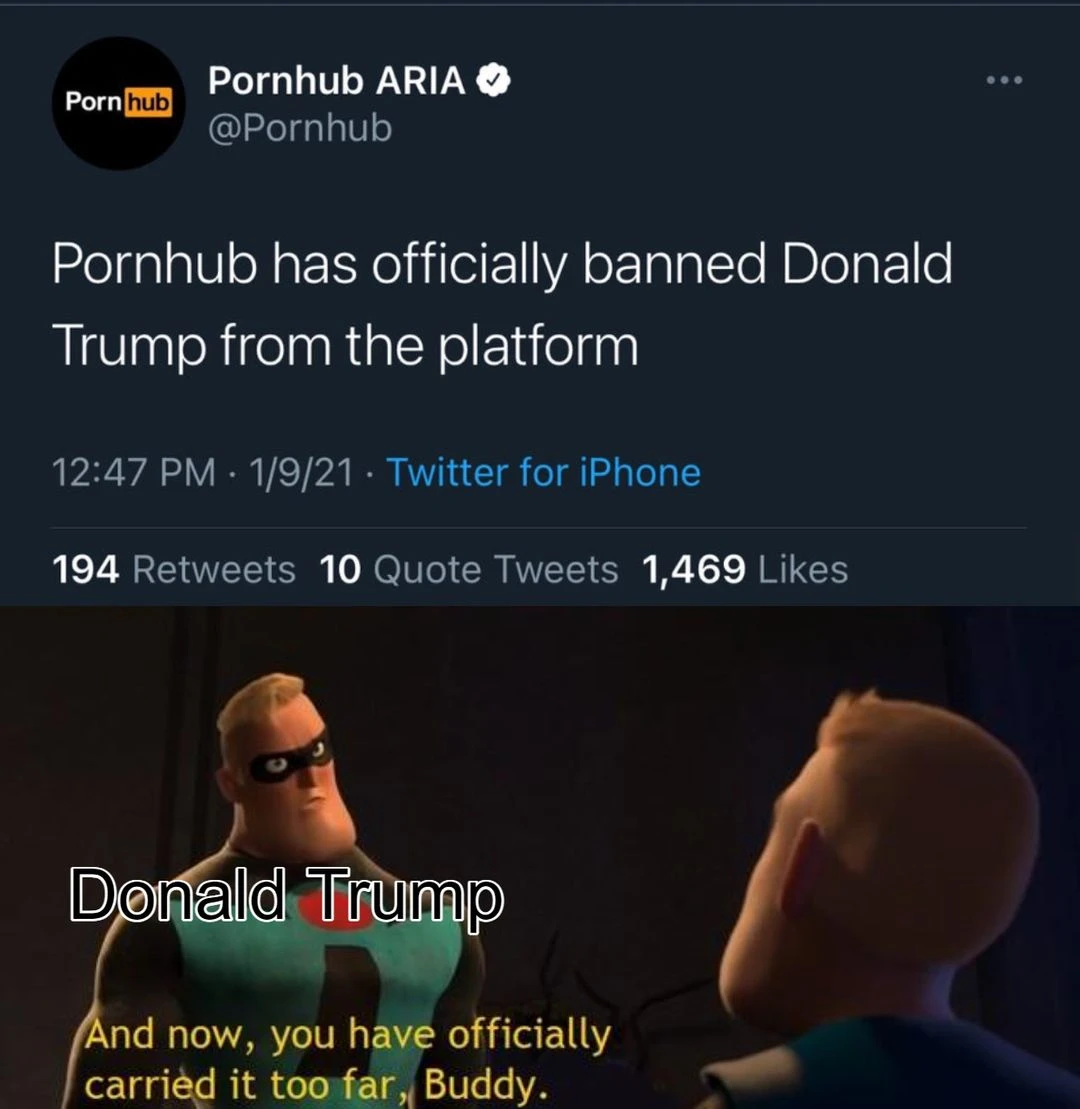 Pornhub
Pornhub ARIA
@Pornhub
Pornhub has officially banned Donald
Trump from the platform
12:47 PM · 1/9/21 · Twitter for iPhone
194 Retweets 10 Quote Tweets 1,469 Likes
Donald Trump
And now, you have officially
carried it too far, Buddy.